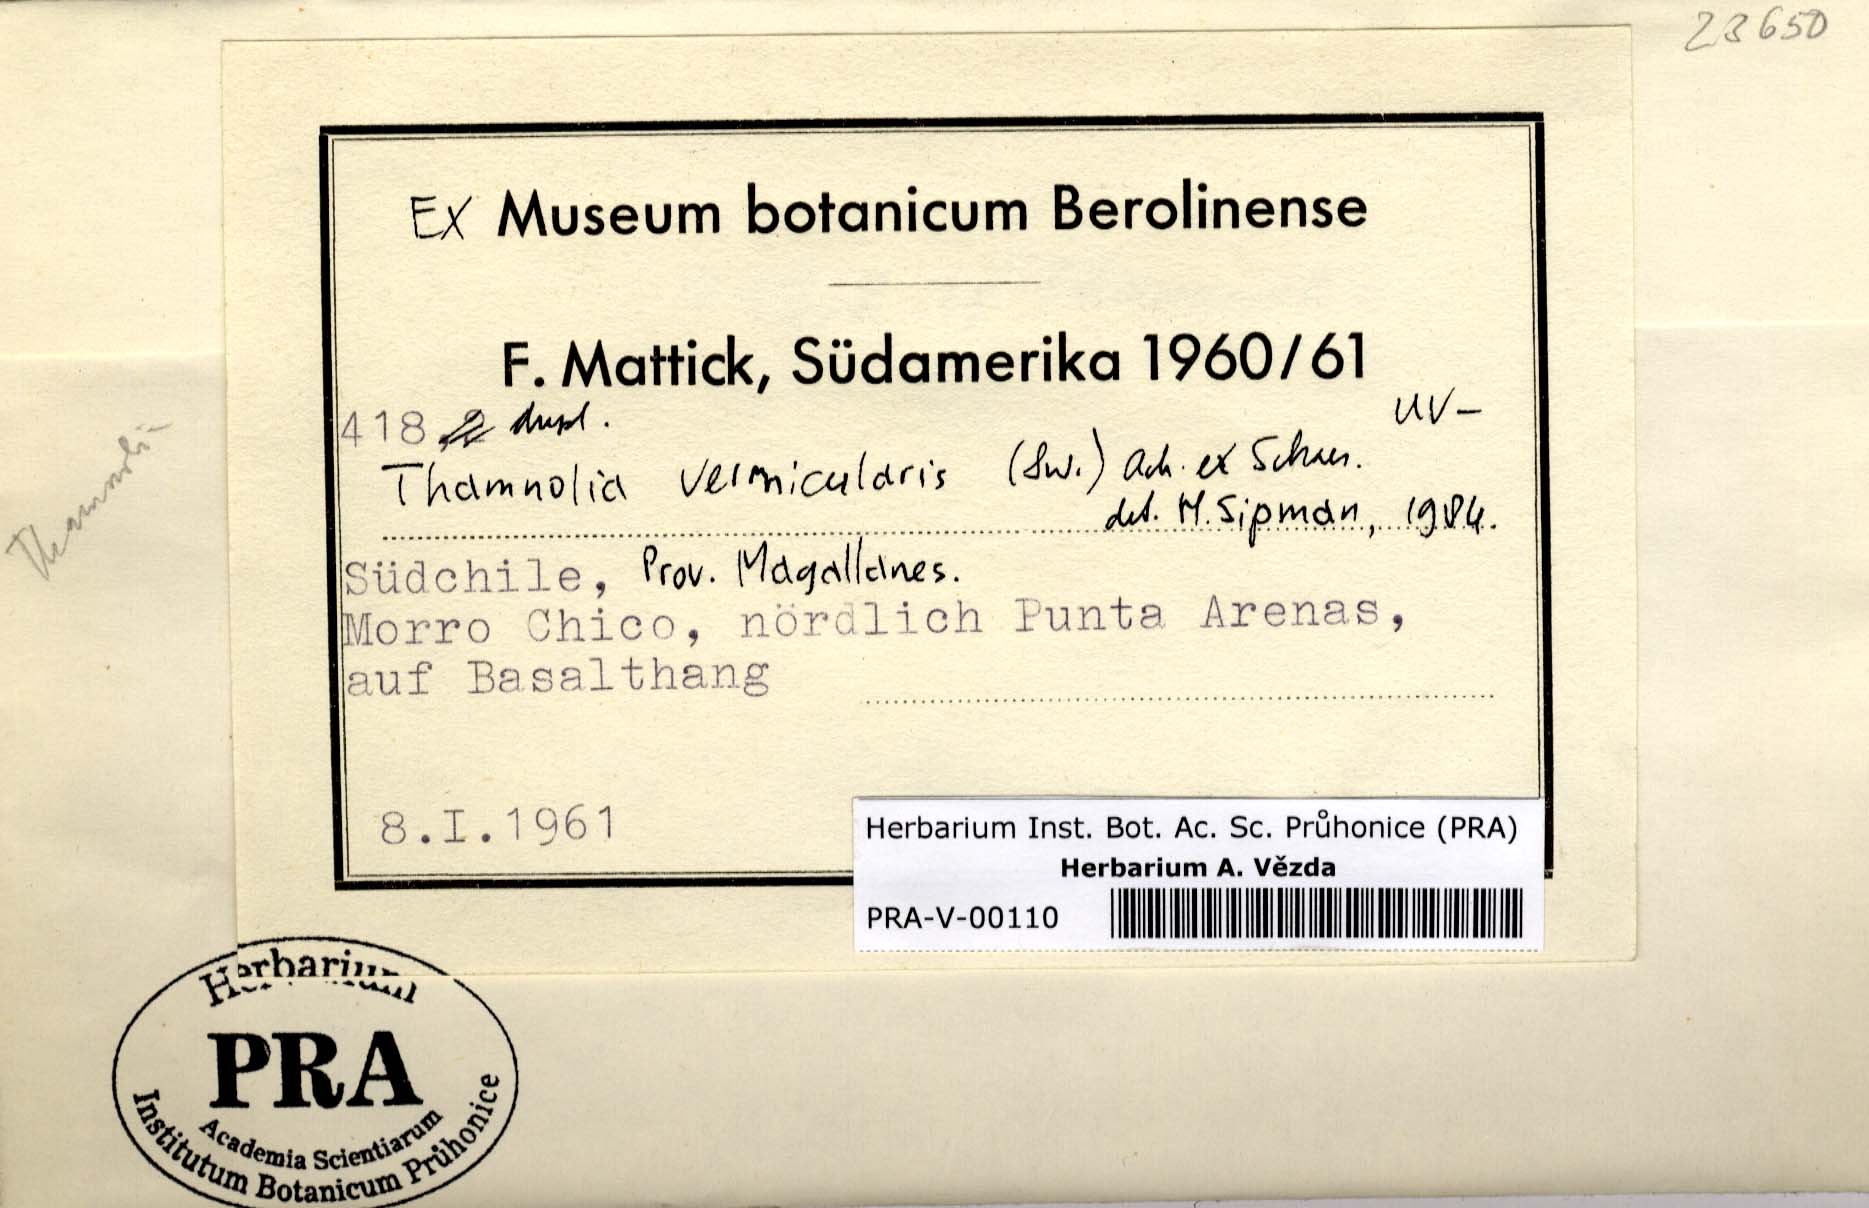 23650
Ex Museum botanicum Berolinense
F. Mattick, Südamerika 1960/61
418 dupl.
UV-
Thamnolia vermicularis (Sw.) Ach. ex Schaer.
det. H. Sipman, 1984.
Südchile, Prov. Magallanes.
Morro Chico, nördlich Punta Arenas,
auf Basalthang
8.I.1961
Herbarium Inst. Bot. Ac. Sc. Průhonice (PRA)
Herbarium A. Vězda
PRA-V-00110
Herbarium
PRA
Academia Scientiarum
Institutum Botanicum Průhonice